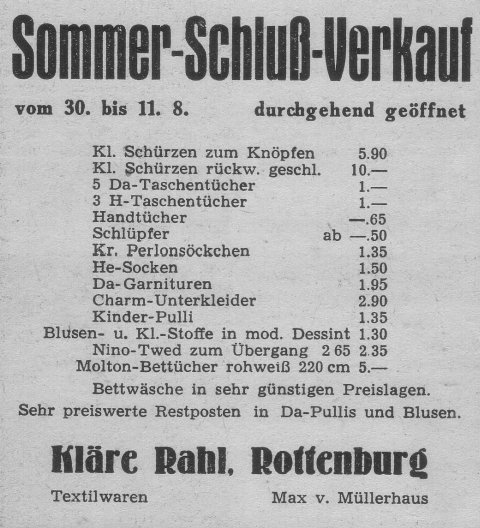 Sommer-Schluß-Verkauf
vom 30. bis 11. 8. durchgehend geöffnet
Kl. Schürzen zum Knöpfen 5.90
Kl. Schürzen rückw. geschl. 10.—
5 Da-Taschentücher 1.—
3 H-Taschentücher 1.—
Handtücher —.65
Schlüpfer ab —.50
Kr. Perlonsöckchen 1.35
He-Socken 1.50
Da-Garnituren 1.95
Charm-Unterkleider 2.90
Kinder-Pulli 1.35
Blusen- u. Kl.-Stoffe in mod. Dessint 1.30
Nino-Twed zum Übergang 2 65 2.35
Molton-Bettücher rohweiß 220 cm 5.—
Bettwäsche in sehr günstigen Preislagen.
Sehr preiswerte Restposten in Da-Pullis und Blusen.
Kläre Rahl, Rottenburg
Textilwaren Max v. Müllerhaus